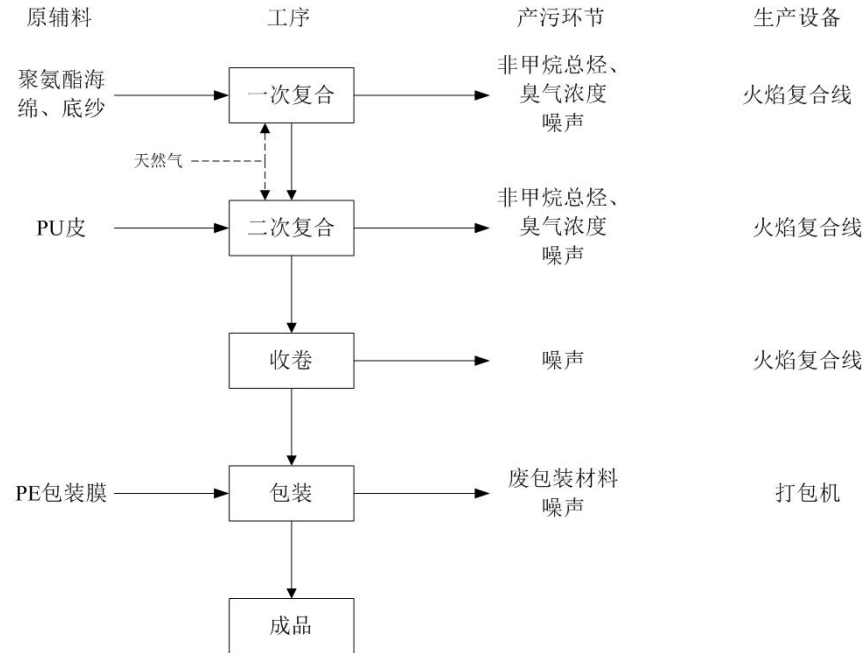 原辅料 工序 产污环节 生产设备
聚氨酯海
绵、底纱
一次复合
非甲烷总烃、
臭气浓度
噪声
火焰复合线
天然气
PU皮
二次复合
非甲烷总烃、
臭气浓度
噪声
火焰复合线
收卷
噪声
火焰复合线
PE包装膜
包装
废包装材料
噪声
打包机
成品